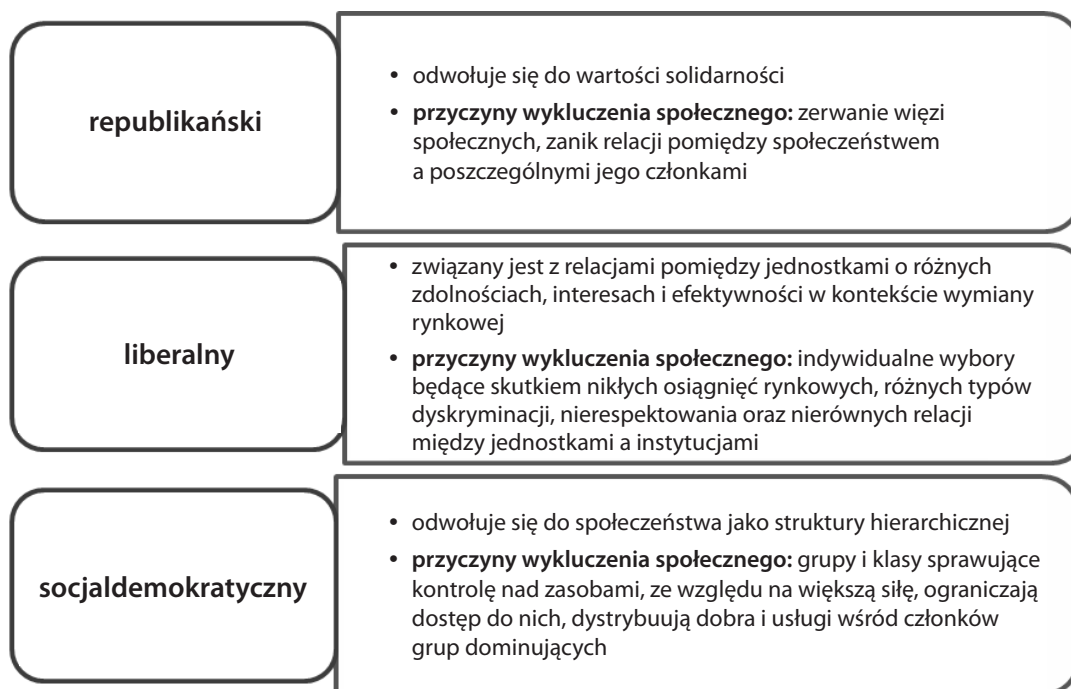 republikański
• odwołuje się do wartości solidarności
• przyczyny wykluczenia społecznego: zerwanie więzi
społecznych, zanik relacji pomiędzy społeczeństwem
a poszczególnymi jego członkami
liberalny
• związany jest z relacjami pomiędzy jednostkami o różnych
zdolnościach, interesach i efektywności w kontekście wymiany
rynkowej
• przyczyny wykluczenia społecznego: indywidualne wybory
będące skutkiem nikłych osiągnięć rynkowych, różnych typów
dyskryminacji, nierespektowania oraz nierównych relacji
między jednostkami a instytucjami
socjaldemokratyczny
• odwołuje się do społeczeństwa jako struktury hierarchicznej
• przyczyny wykluczenia społecznego: grupy i klasy sprawujące
kontrolę nad zasobami, ze względu na większą siłę, ograniczają
dostęp do nich, dystrybuują dobra i usługi wśród członków
grup dominujących